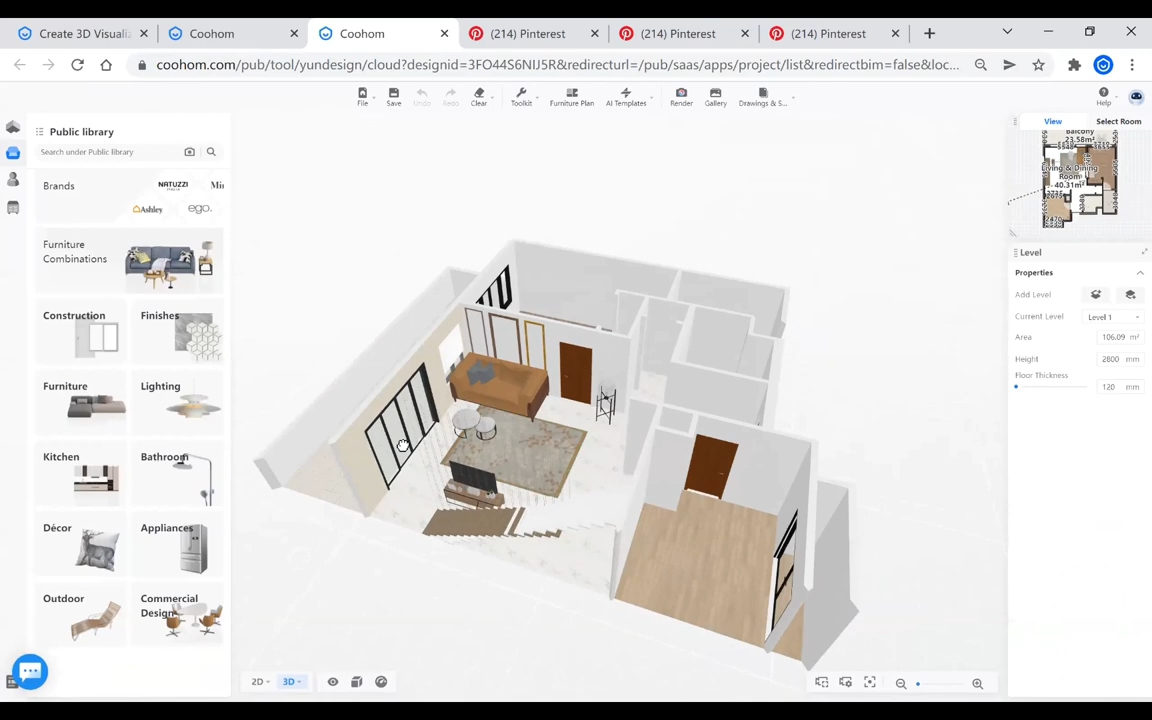 Create 3D Visualiz
Coohom
Coohom
(214) Pinterest
(214) Pinterest
(214) Pinterest
coohom.com/pub/tool/yundesign/cloud?designid=3FO44S6NIJ5R&redirecturl=/pub/saas/apps/project/list&redirectbim=false&loc...
File
Save
Undo
Redo
Clear
Toolkit
Furniture Plan
AI Templates
Render
Gallery
Drawings & S...
Help
Public library
Search under Public library
Brands
NATUZZI
ITALIA
Mi
Ashley
ego.
Furniture
Combinations
Construction
Finishes
Furniture
Lighting
Kitchen
Bathroom
Décor
Appliances
Outdoor
Commercial
Design
2D
3D
View
Select Room
Balcony
23.58m²
Living & Dining
Room
40.31m²
Level
Properties
Add Level
Current Level
Level 1
Area
106.09 m²
Height
2800 mm
Floor Thickness
120 mm